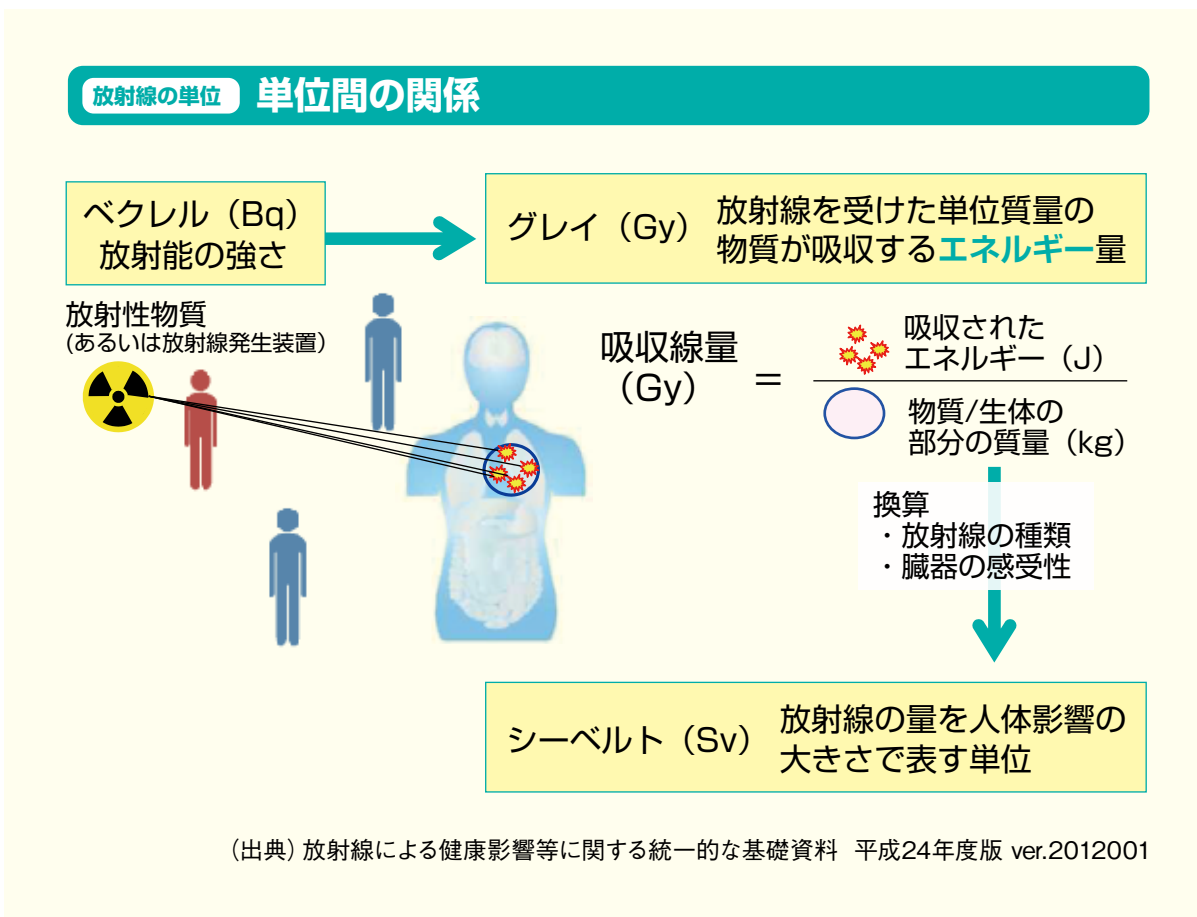 放射線の単位 単位間の関係
ベクレル（Bq）
放射能の強さ
グレイ（Gy） 放射線を受けた単位質量の
物質が吸収するエネルギー量
放射性物質
(あるいは放射線発生装置)
吸収線量
（Gy）
＝
吸収された
エネルギー（J）
物質/生体の
部分の質量（kg）
換算
・放射線の種類
・臓器の感受性
シーベルト（Sv） 放射線の量を人体影響の
大きさで表す単位
（出典）放射線による健康影響等に関する統一的な基礎資料 平成24年度版 ver.2012001